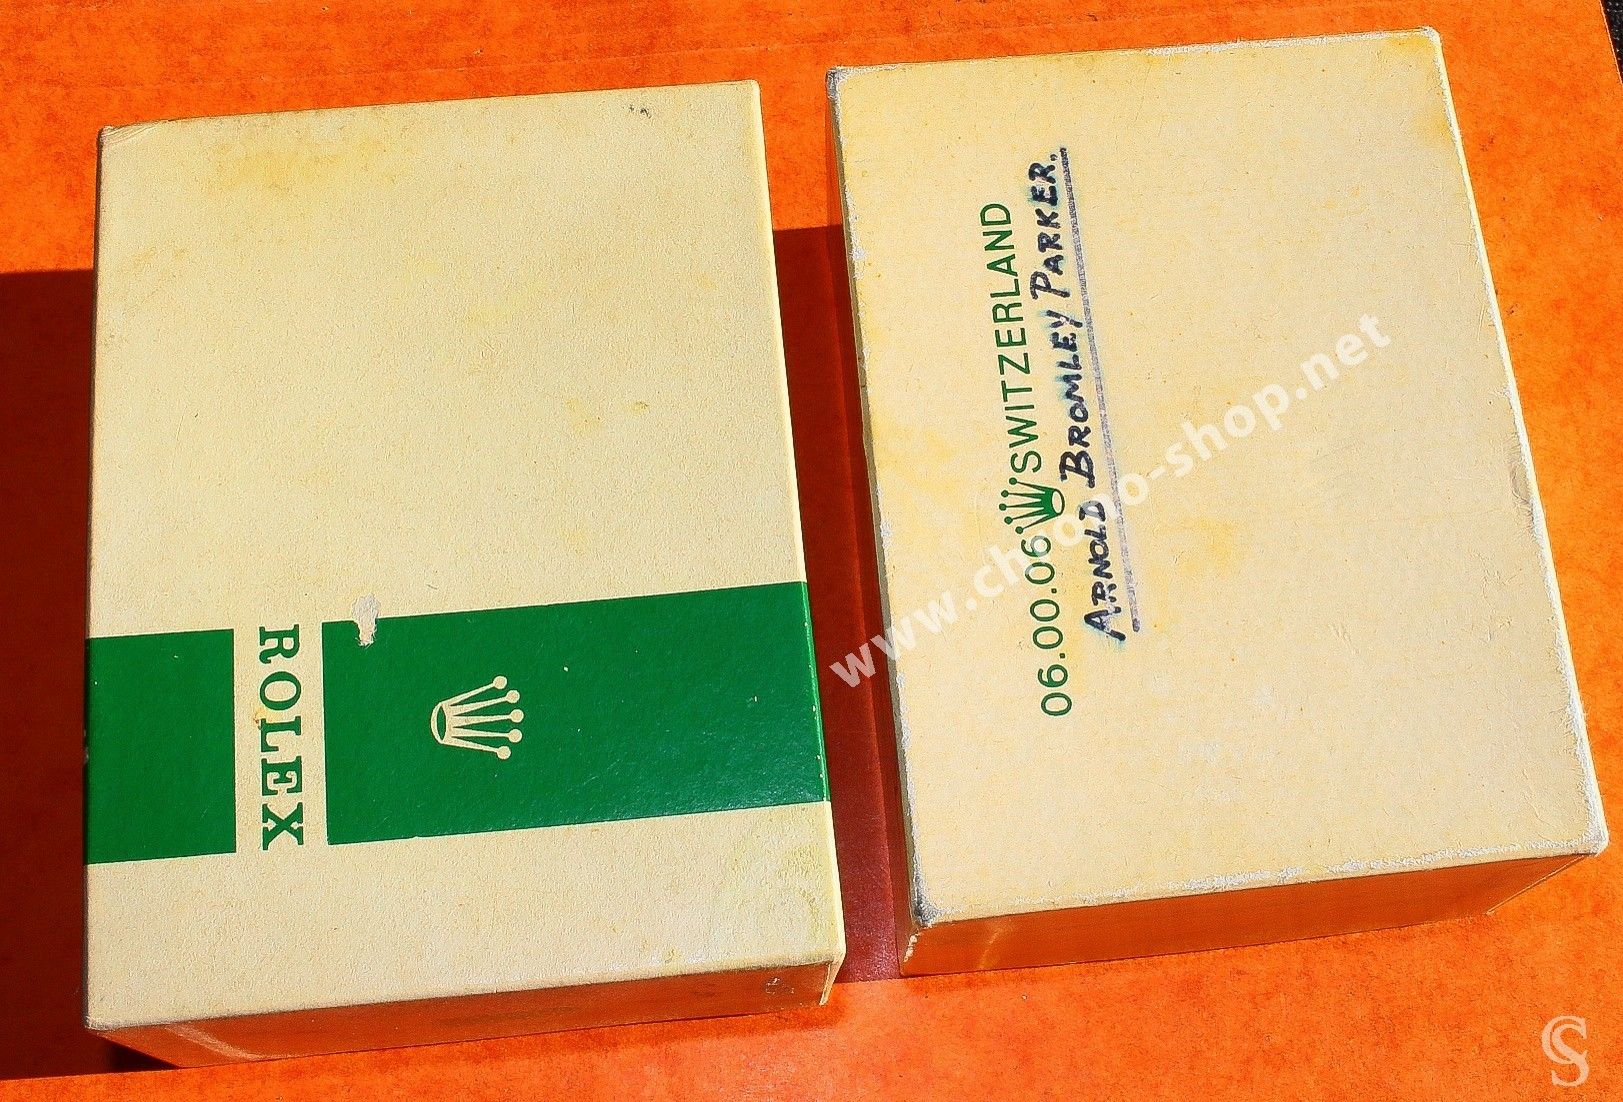 ROLEX
06.00.06 SWITZERLAND
ARNOLD BROMLEY PARKER.
www.chrono-shop.net